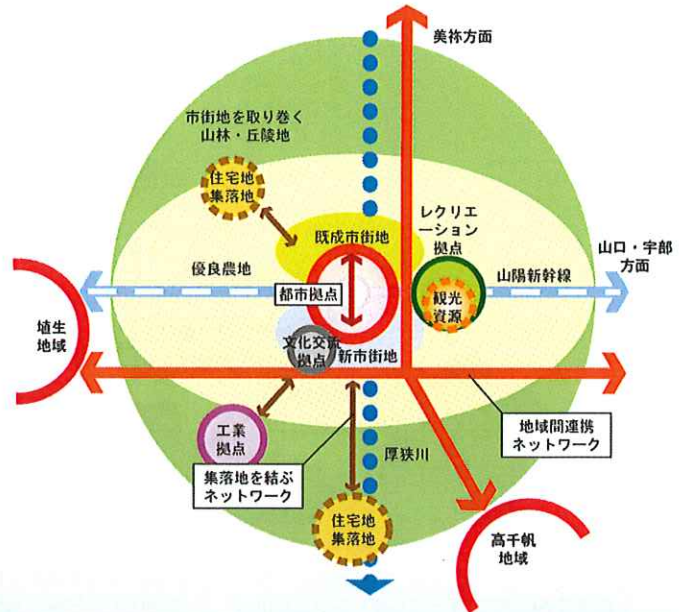 美祢方面
市街地を取り巻く
山林・丘陵地
住宅地
集落地
既成市街地
レクリエ
ーション
拠点
山口・宇部
方面
優良農地
山陽新幹線
都市拠点
観光
資源
埴生
地域
文化交流
拠点
新市街地
工業
拠点
集落地を結ぶ
ネットワーク
厚狭川
地域間連携
ネットワーク
住宅地
集落地
高千帆
地域